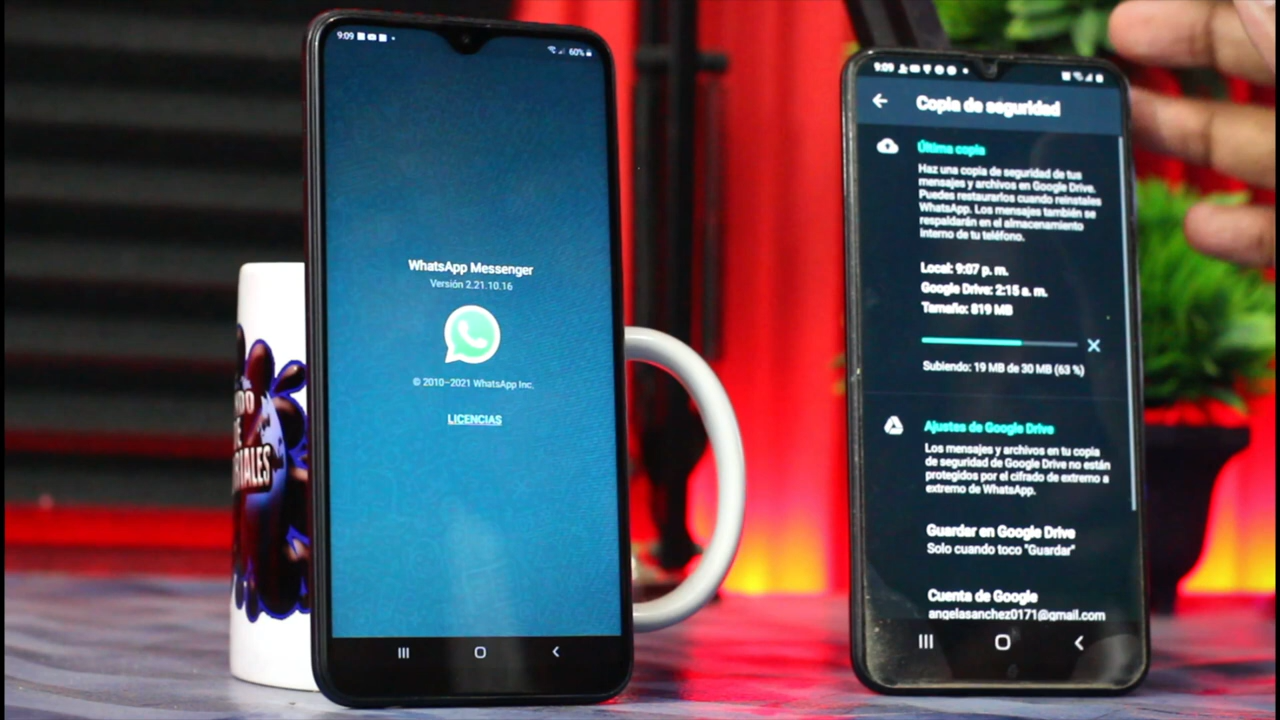 9:09
60%
WhatsApp Messenger
Versión 2.21.10.16
© 2010–2021 WhatsApp Inc.
LICENCIAS
9:09
Copia de seguridad
Última copia
Haz una copia de seguridad de tus
mensajes y archivos en Google Drive.
Puedes restaurarlos cuando reinstales
WhatsApp. Los mensajes también se
respaldarán en el almacenamiento
interno de tu teléfono.
Local: 9:07 p. m.
Google Drive: 2:15 a. m.
Tamaño: 819 MB
Subiendo: 19 MB de 30 MB (63 %)
Ajustes de Google Drive
Los mensajes y archivos en tu copia
de seguridad de Google Drive no están
protegidos por el cifrado de extremo a
extremo de WhatsApp.
Guardar en Google Drive
Solo cuando toco "Guardar"
Cuenta de Google
angelasanchez0171@gmail.com